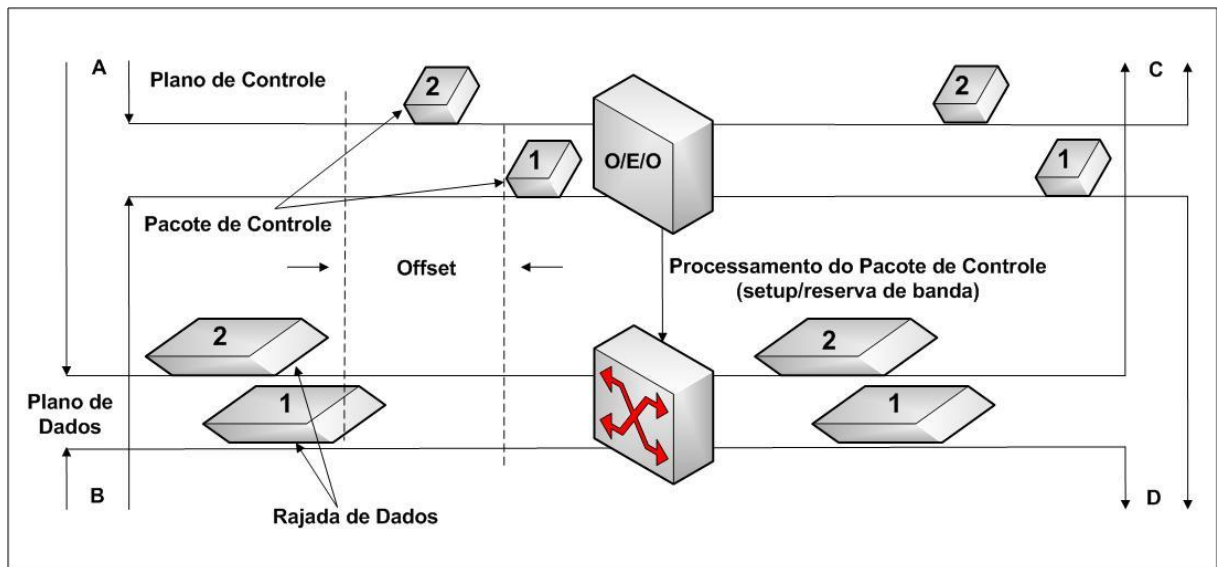 A
Plano de Controle
2
2
C
1
O/E/O
1
Pacote de Controle
Offset
Processamento do Pacote de Controle
(setup/reserva de banda)
2
2
Plano de
Dados
1
1
B
Rajada de Dados
D